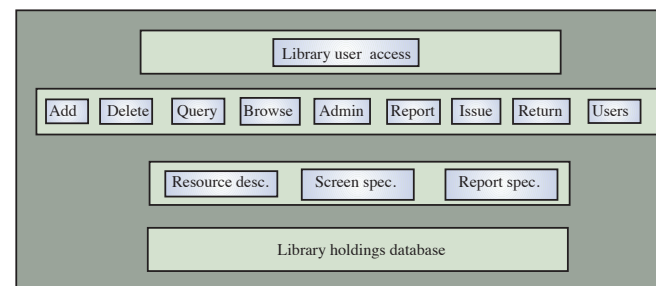 Library user access
Add Delete Query Browse Admin Report Issue Return Users
Resource desc. Screen spec. Report spec.
Library holdings database